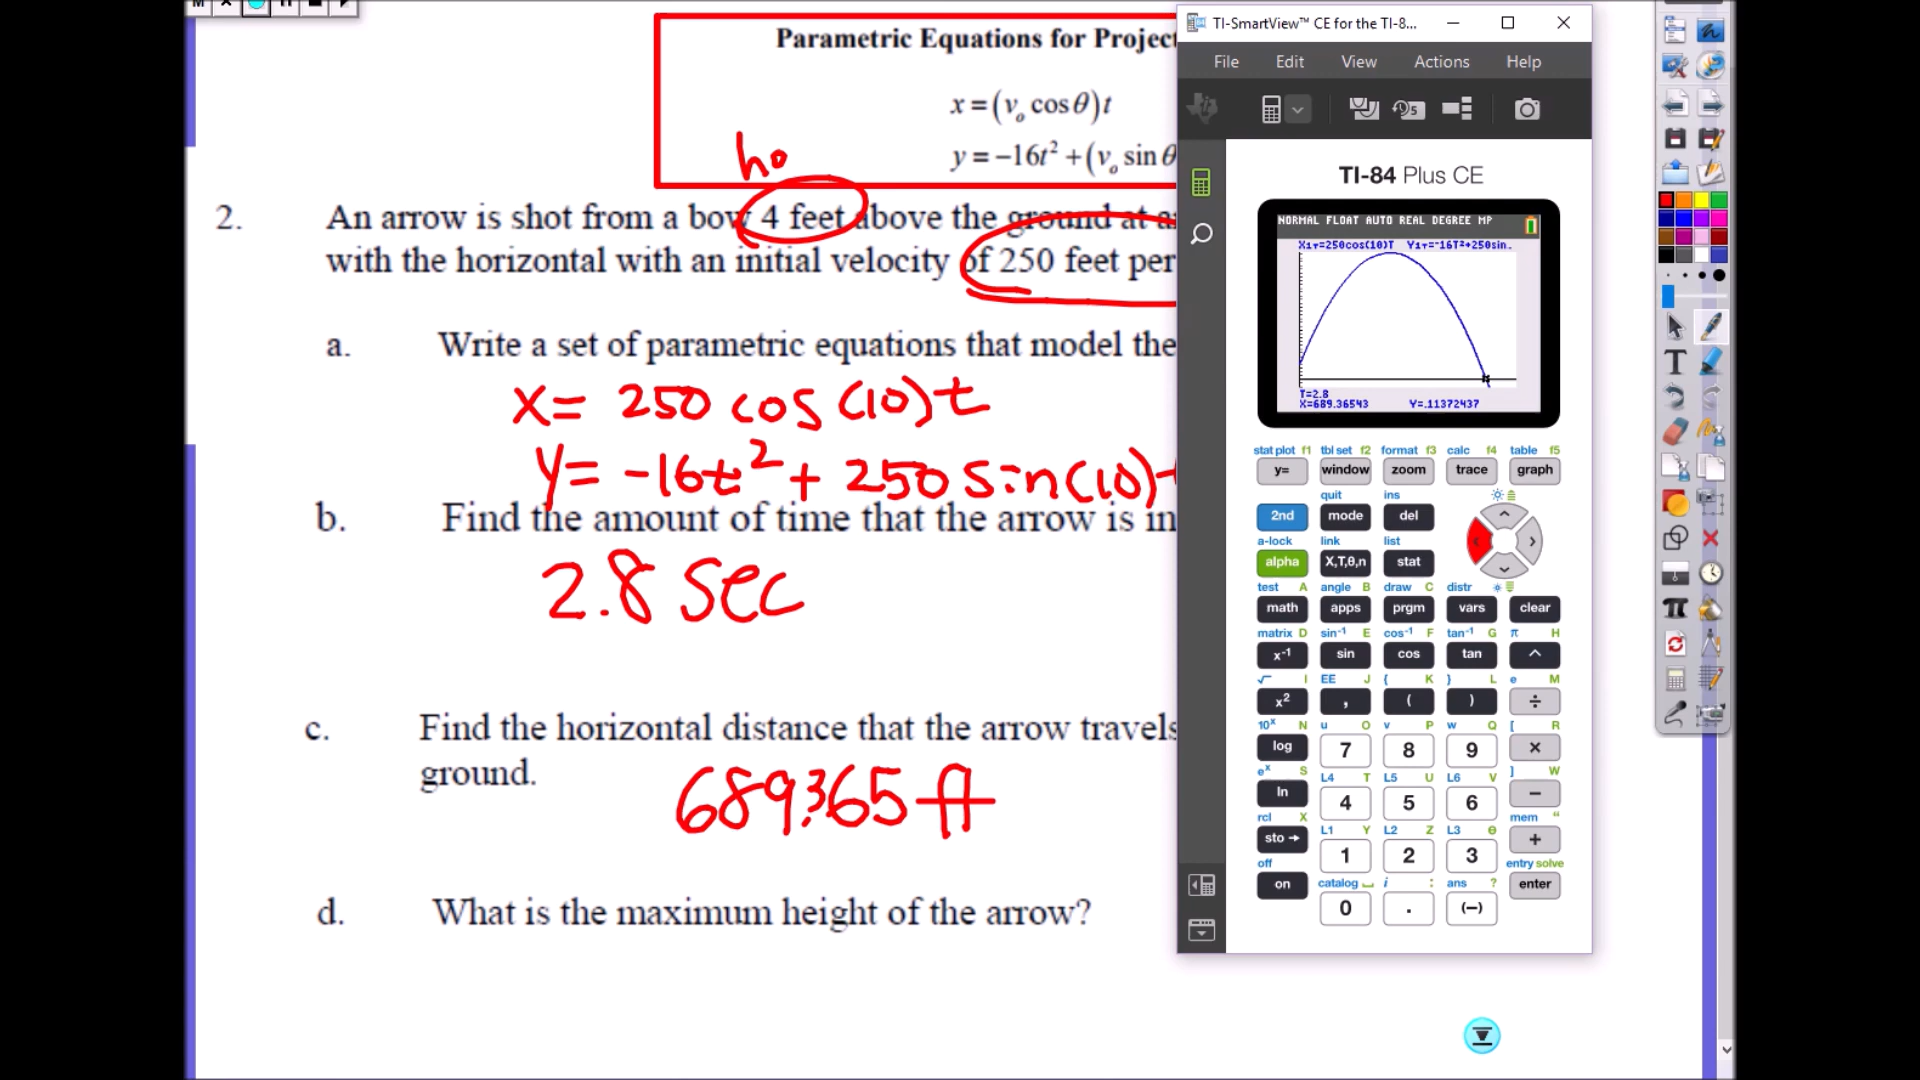 Parametric Equations for Project
x = (v₀ cos θ)t
y = −16t² + (v₀ sin θ
h₀
2. An arrow is shot from a bow 4 feet above the ground at a
with the horizontal with an initial velocity of 250 feet per
a. Write a set of parametric equations that model the
x = 250 cos (10) t
y = -16t² + 250 sin (10)
b. Find the amount of time that the arrow is in
2.8 sec
c. Find the horizontal distance that the arrow travels
ground.
689.365 ft
d. What is the maximum height of the arrow?
TI-SmartView™ CE for the TI-8...
File Edit View Actions Help
TI-84 Plus CE
NORMAL FLOAT AUTO REAL DEGREE MP
X1T=250cos(10)T Y1T=-16T²+250sin.
T=2.8
X=689.36543 Y=.11372437
stat plot f1 tbl set f2 format f3 calc f4 table f5
y= window zoom trace graph
quit ins
2nd mode del
a-lock link list
alpha X,T,θ,n stat
test A angle B draw C distr
math apps prgm vars clear
matrix D sin⁻¹ E cos⁻¹ F tan⁻¹ G π H
x⁻¹ sin cos tan ^
√ I EE J { K } L e M
x² , ( ) ÷
10ˣ N u O v P w Q [ R
log 7 8 9 ×
eˣ S L4 T L5 U L6 V ] W
ln 4 5 6 −
rcl X L1 Y L2 Z L3 θ mem "
sto→ 1 2 3 +
off catalog i : ans ? entry solve
on 0 . (−) enter